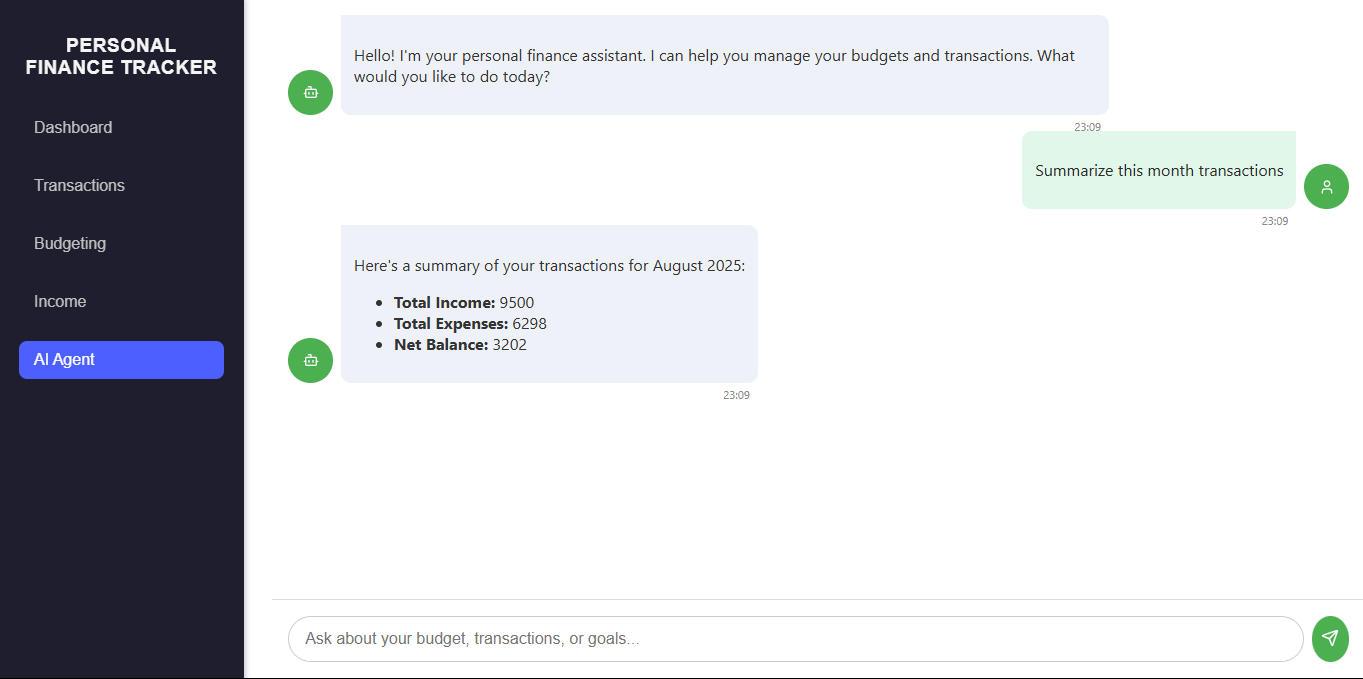 PERSONAL
FINANCE TRACKER
Dashboard
Transactions
Budgeting
Income
AI Agent
Hello! I'm your personal finance assistant. I can help you manage your budgets and transactions. What
would you like to do today?
23:09
Summarize this month transactions
23:09
Here's a summary of your transactions for August 2025:
• Total Income: 9500
• Total Expenses: 6298
• Net Balance: 3202
23:09
Ask about your budget, transactions, or goals...